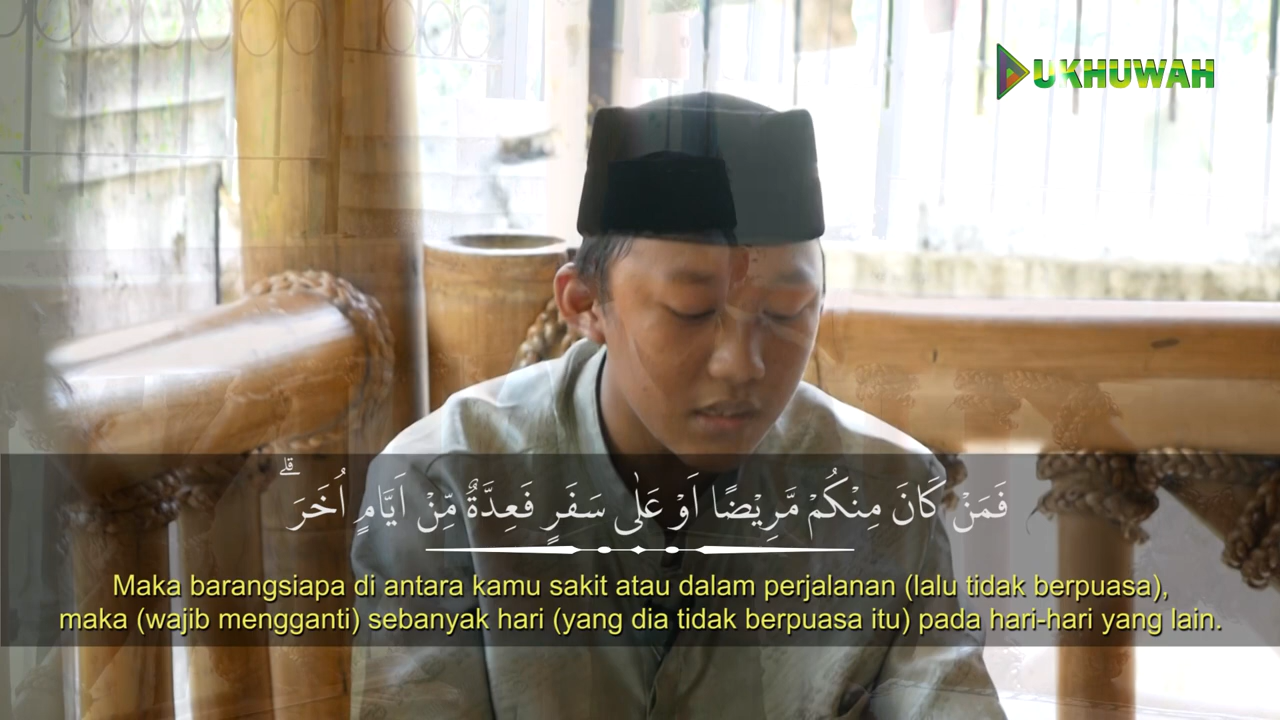 UKHUWAH
فَمَنْ كَانَ مِنْكُمْ مَّرِيْضًا اَوْ عَلٰى سَفَرٍ فَعِدَّةٌ مِّنْ اَيَّامٍ اُخَرَ ۗ
Maka barangsiapa di antara kamu sakit atau dalam perjalanan (lalu tidak berpuasa),
maka (wajib mengganti) sebanyak hari (yang dia tidak berpuasa itu) pada hari-hari yang lain.